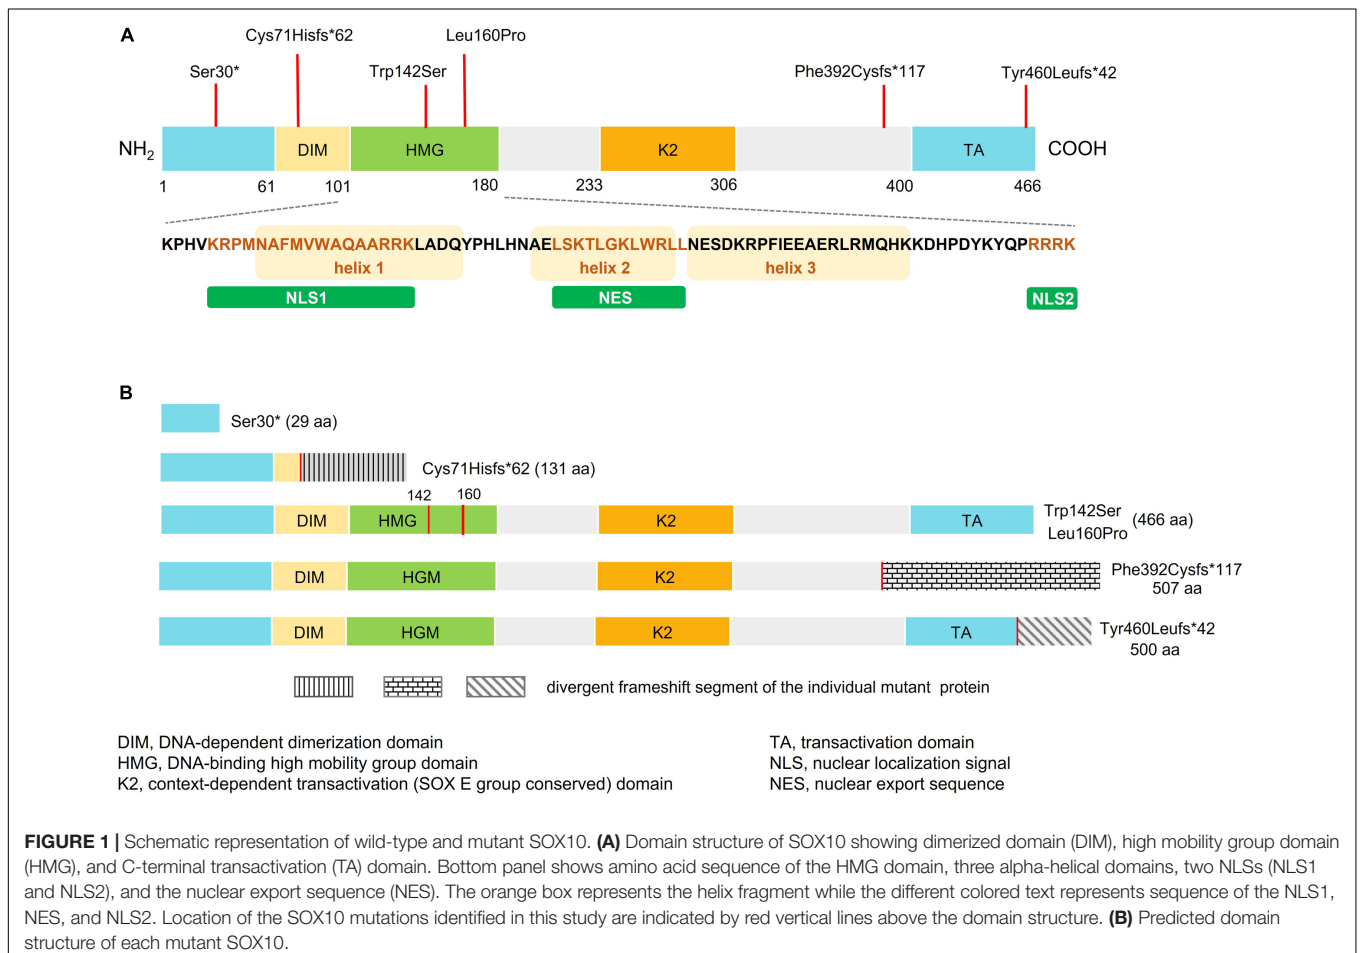 A
Cys71Hisfs*62
Leu160Pro
Ser30*
Trp142Ser
Phe392Cysfs*117
Tyr460Leufs*42
NH2
DIM
HMG
K2
TA
COOH
1
61
101
180
233
306
400
466
KPHVKRPMNAFMVWAQAARRKLADQYPHLHNAELSKTLGKLWRLLNESDKRPFIEEAERLRMQHKKDHPDYKYQPRRRK
helix 1
helix 2
helix 3
NLS1
NES
NLS2
B
Ser30* (29 aa)
Cys71Hisfs*62 (131 aa)
142
160
DIM
HMG
K2
TA
Trp142Ser
Leu160Pro
(466 aa)
DIM
HGM
K2
Phe392Cysfs*117
507 aa
DIM
HGM
K2
TA
Tyr460Leufs*42
500 aa
divergent frameshift segment of the individual mutant protein
DIM, DNA-dependent dimerization domain
HMG, DNA-binding high mobility group domain
K2, context-dependent transactivation (SOX E group conserved) domain
TA, transactivation domain
NLS, nuclear localization signal
NES, nuclear export sequence
FIGURE 1 | Schematic representation of wild-type and mutant SOX10. (A) Domain structure of SOX10 showing dimerized domain (DIM), high mobility group domain
(HMG), and C-terminal transactivation (TA) domain. Bottom panel shows amino acid sequence of the HMG domain, three alpha-helical domains, two NLSs (NLS1
and NLS2), and the nuclear export sequence (NES). The orange box represents the helix fragment while the different colored text represents sequence of the NLS1,
NES, and NLS2. Location of the SOX10 mutations identified in this study are indicated by red vertical lines above the domain structure. (B) Predicted domain
structure of each mutant SOX10.